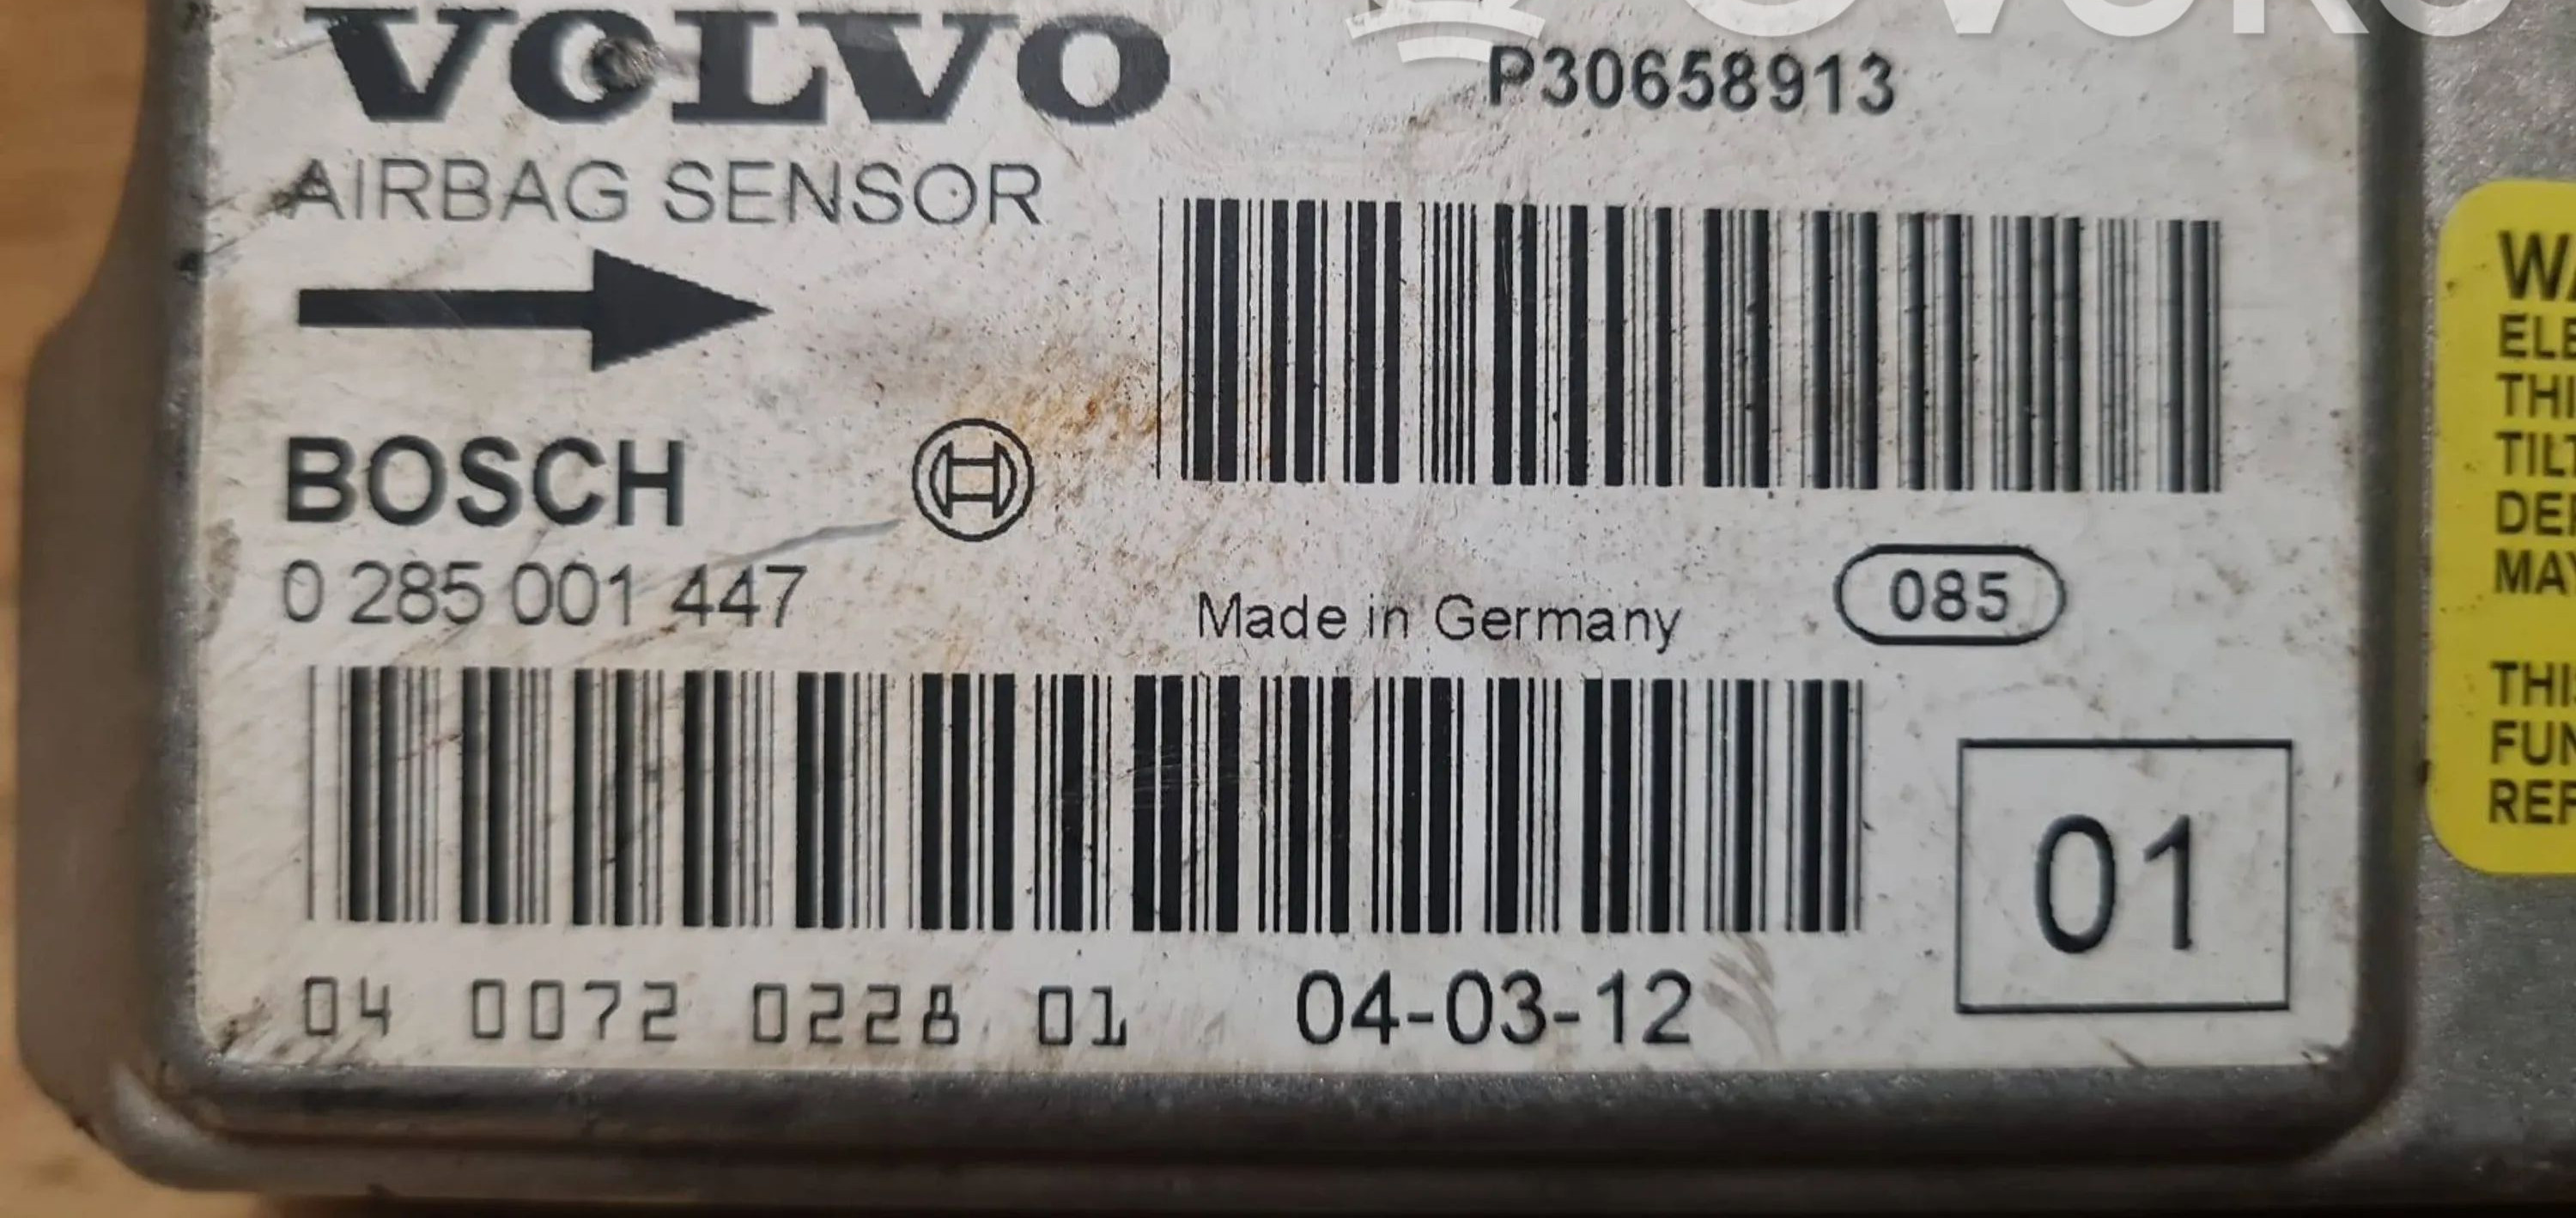 VOLVO
P30658913
AIRBAG SENSOR
BOSCH
0 285 001 447
Made in Germany
085
01
04 0072 0228 01
04-03-12